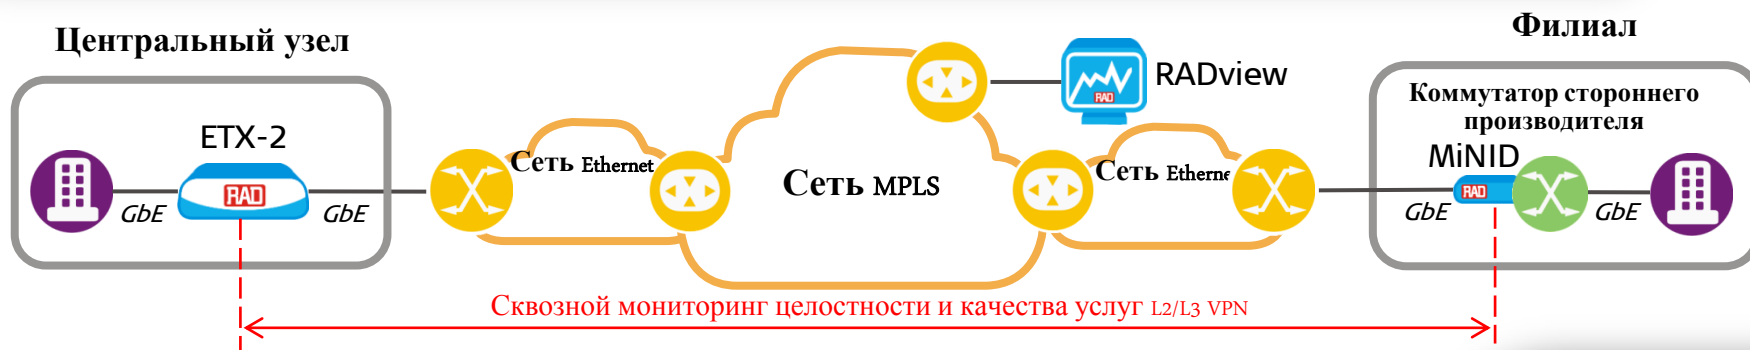 Центральный узел
Филиал
RADview
RAD
Коммутатор стороннего
производителя
ETX-2
MiNID
Сеть Ethernet
Сеть MPLS
Сеть Etherne
RAD
RAD
GbE
GbE
GbE
GbE
Сквозной мониторинг целостности и качества услуг L2/L3 VPN